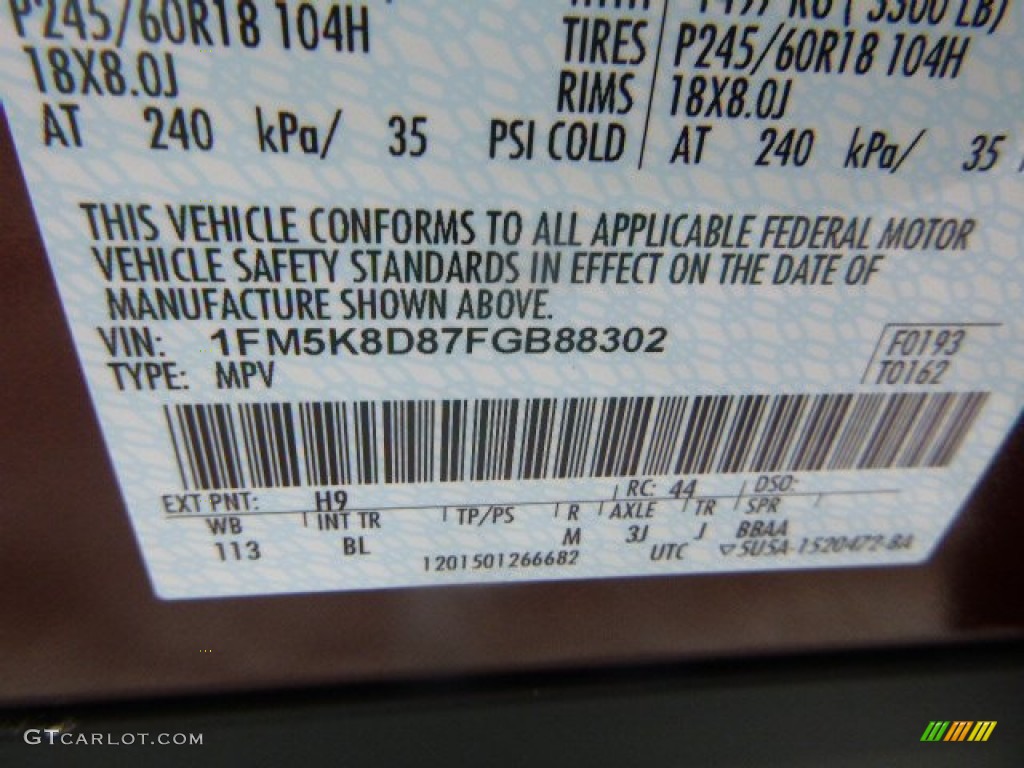 P245/60R18 104H
18X8.0J
AT 240 kPa/ 35 PSI COLD
TIRES P245/60R18 104H
RIMS 18X8.0J
AT 240 kPa/ 35
THIS VEHICLE CONFORMS TO ALL APPLICABLE FEDERAL MOTOR
VEHICLE SAFETY STANDARDS IN EFFECT ON THE DATE OF
MANUFACTURE SHOWN ABOVE.
VIN: 1FM5K8D87FGB88302
TYPE: MPV
F0193
T0162
EXT PNT: H9 RC: 44 DSO:
WB INT TR TP/PS R AXLE TR SPR
113 BL M 3J J BBAA
1201501266682 UTC ▽SUSA-1520472-BA
GTCARLOT.COM